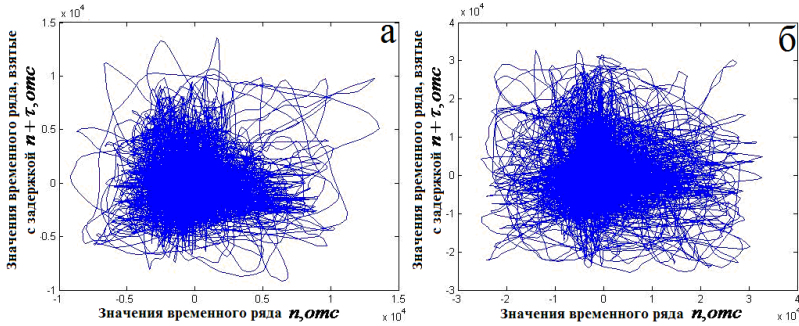 x 10⁴
1.5
1
0.5
0
-0.5
-1
-1
-0.5
0
0.5
1
1.5
x 10⁴
а
Значения временного ряда, взятые
с задержкой n + τ, отс
Значения временного ряда n, отс
x 10⁴
4
3
2
1
0
-1
-2
-3
-3
-2
-1
0
1
2
3
4
x 10⁴
б
Значения временного ряда, взятые
с задержкой n + τ, отс
Значения временного ряда n, отс